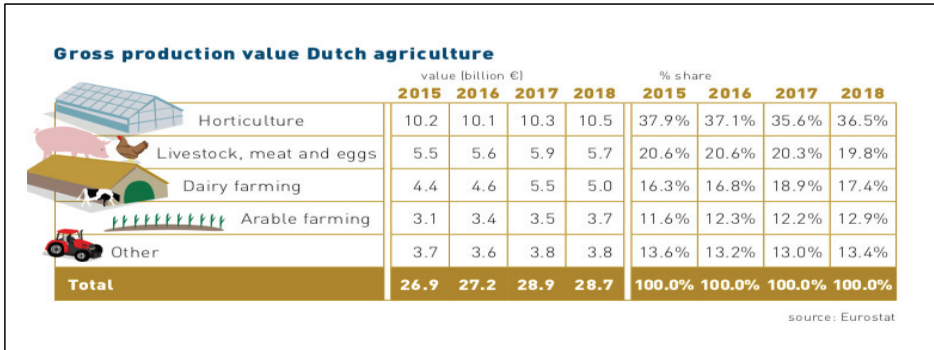 Gross production value Dutch agriculture
value (billion €) % share
2015 2016 2017 2018 2015 2016 2017 2018
Horticulture 10.2 10.1 10.3 10.5 37.9% 37.1% 35.6% 36.5%
Livestock, meat and eggs 5.5 5.6 5.9 5.7 20.6% 20.6% 20.3% 19.8%
Dairy farming 4.4 4.6 5.5 5.0 16.3% 16.8% 18.9% 17.4%
Arable farming 3.1 3.4 3.5 3.7 11.6% 12.3% 12.2% 12.9%
Other 3.7 3.6 3.8 3.8 13.6% 13.2% 13.0% 13.4%
Total 26.9 27.2 28.9 28.7 100.0% 100.0% 100.0% 100.0%
source: Eurostat